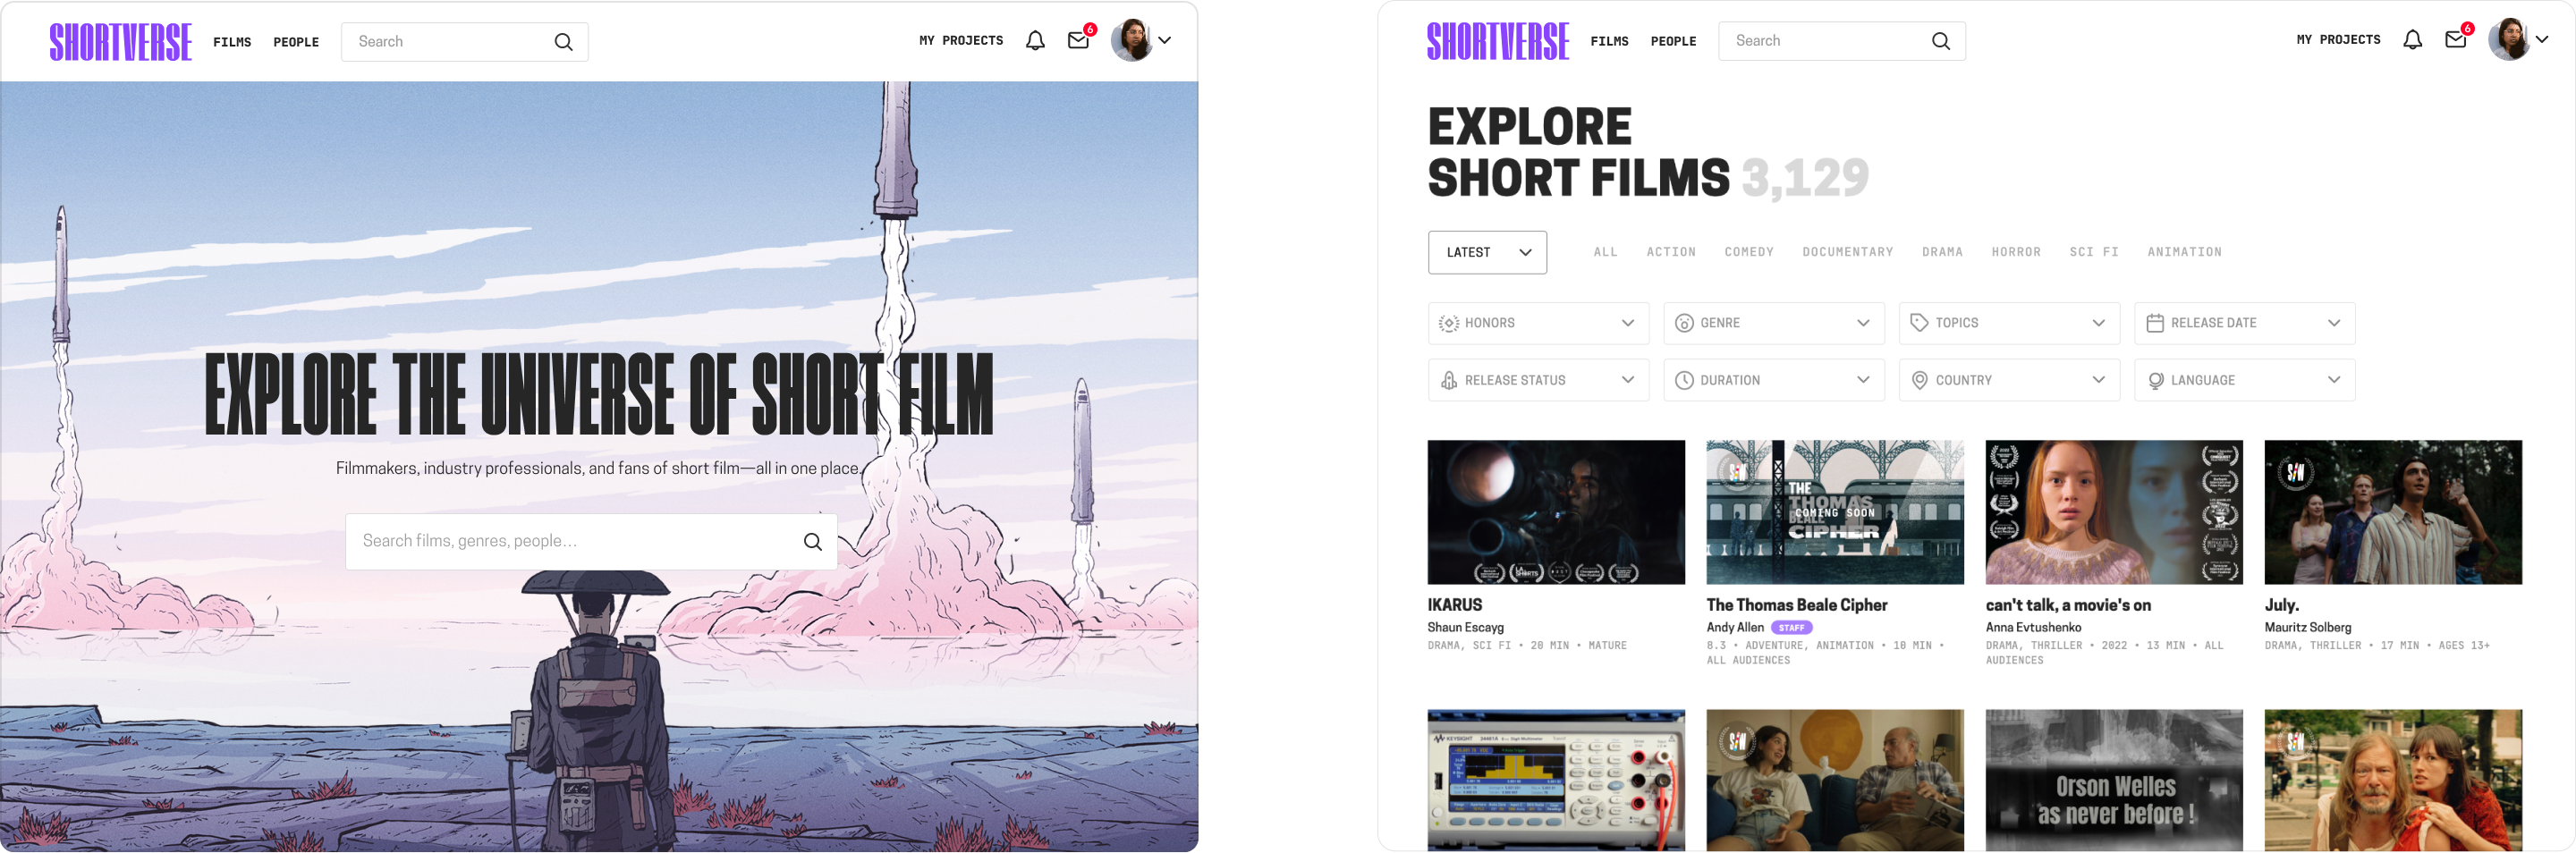 SHORTVERSE FILMS PEOPLE Search MY PROJECTS 6
EXPLORE THE UNIVERSE OF SHORT FILM
Filmmakers, industry professionals, and fans of short film—all in one place.
Search films, genres, people...
SHORTVERSE FILMS PEOPLE Search MY PROJECTS 6
EXPLORE
SHORT FILMS 3,129
LATEST ALL ACTION COMEDY DOCUMENTARY DRAMA HORROR SCI FI ANIMATION
HONORS GENRE TOPICS RELEASE DATE
RELEASE STATUS DURATION COUNTRY LANGUAGE
LA SHORTS
THE
THOMAS
BEALE
CIPHER
COMING SOON
IKARUS
Shaun Escayg
DRAMA, SCI FI • 20 MIN • MATURE
The Thomas Beale Cipher
Andy Allen STAFF
8.3 • ADVENTURE, ANIMATION • 10 MIN •
ALL AUDIENCES
can't talk, a movie's on
Anna Evtushenko
DRAMA, THRILLER • 2022 • 13 MIN • ALL
AUDIENCES
July.
Mauritz Solberg
DRAMA, THRILLER • 17 MIN • AGES 13+
KEYSIGHT
Orson Welles
as never before !